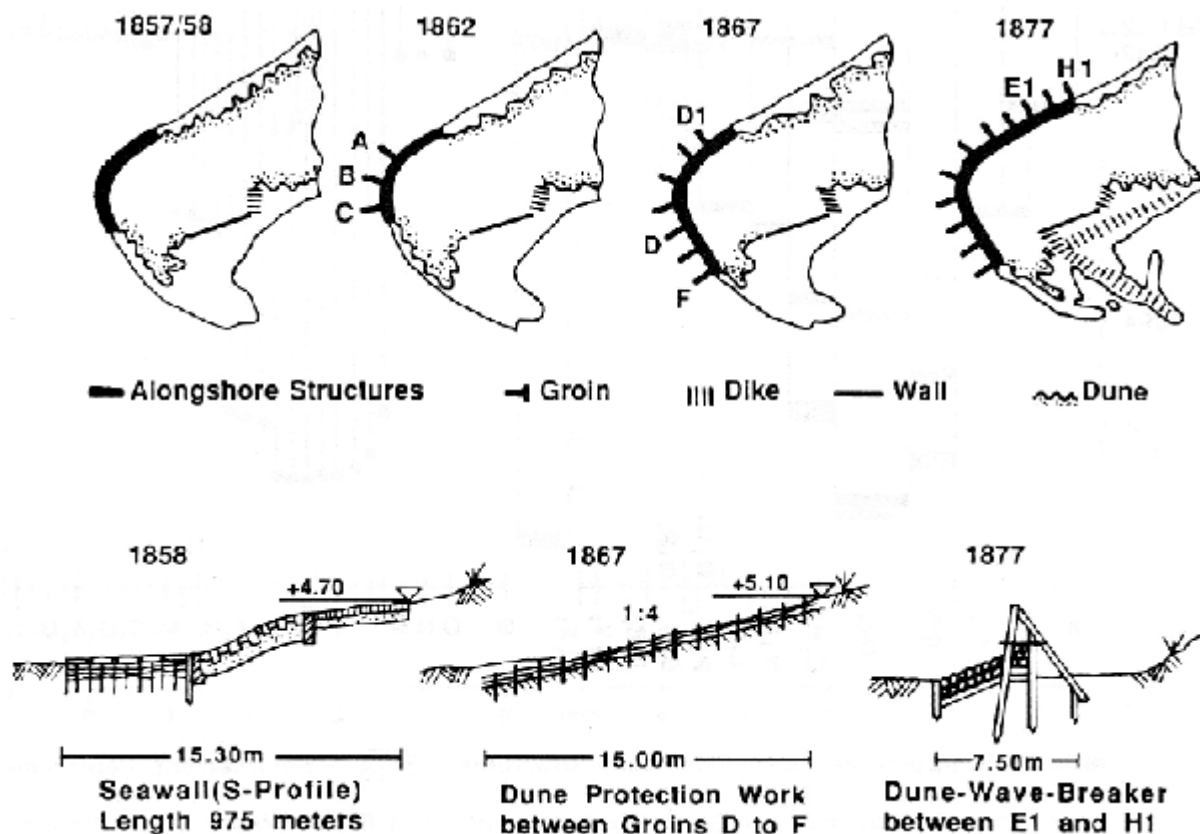 1857/58
1862
1867
1877
A
B
C
D1
D
F
E1
H1
Alongshore Structures
Groin
Dike
Wall
Dune
1858
+4.70
15.30m
Seawall(S-Profile)
Length 975 meters
1867
+5.10
1:4
15.00m
Dune Protection Work
between Groins D to F
1877
7.50m
Dune-Wave-Breaker
between E1 and H1